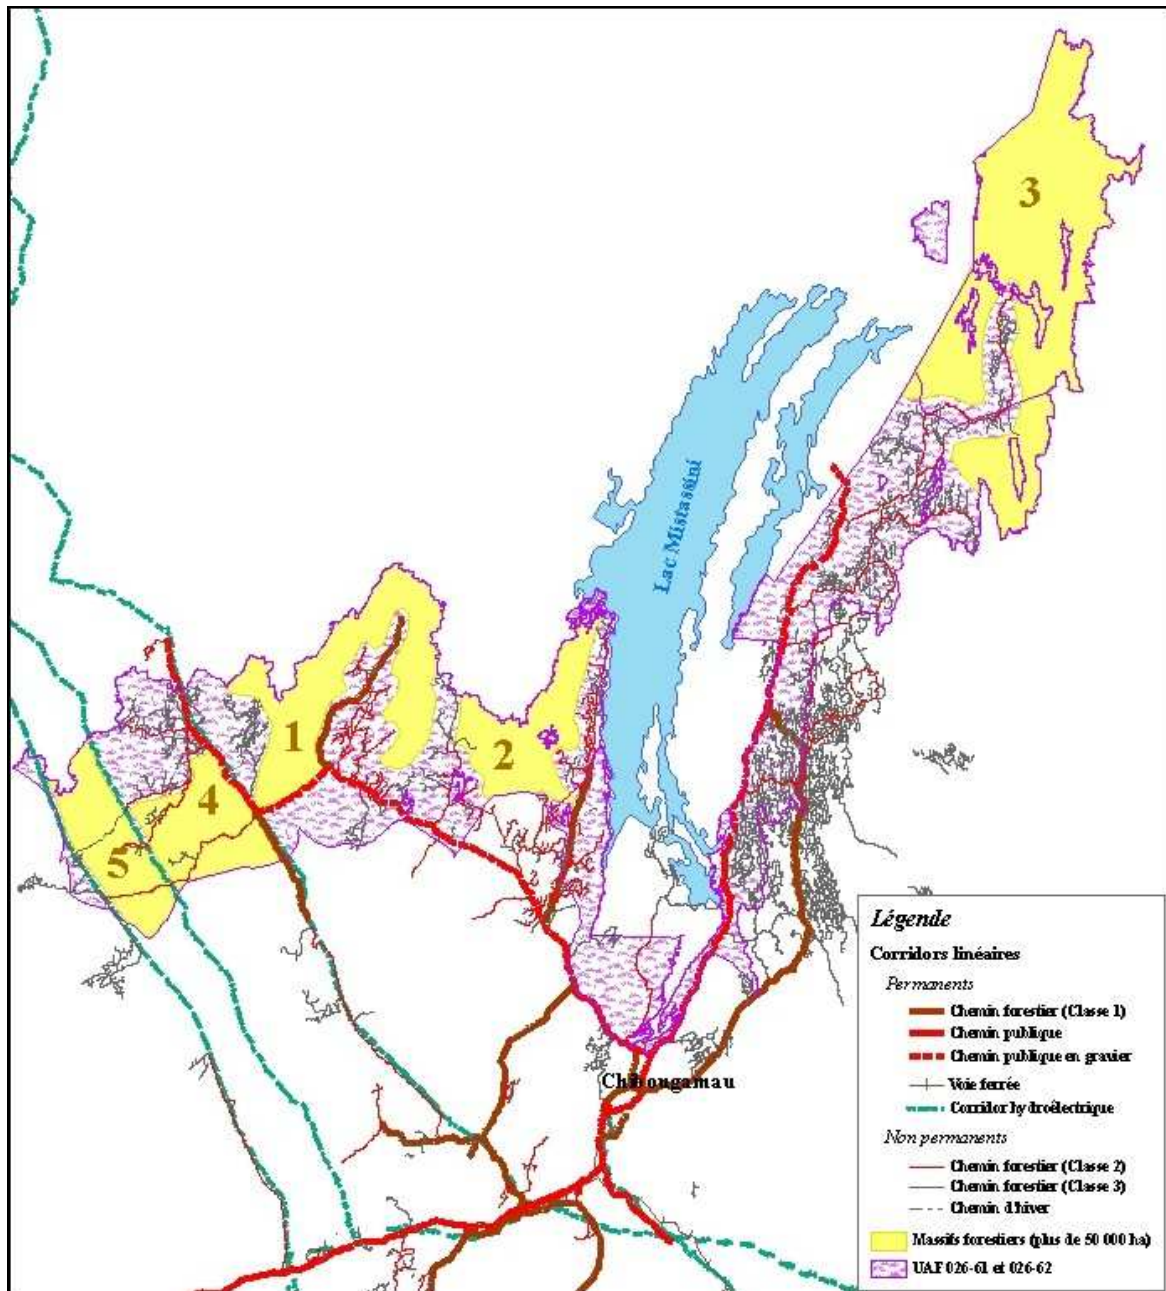 3
Lac Mistassini
1
2
4
5
Chibougamau
Légende
Corridors linéaires
Permanents
Chemin forestier (Classe 1)
Chemin publique
Chemin publique en gravier
Voie ferrée
Corridor hydroélectrique
Non permanents
Chemin forestier (Classe 2)
Chemin forestier (Classe 3)
Chemin d'hiver
Massifs forestiers (plus de 50 000 ha)
UAF 026-61 et 026-62